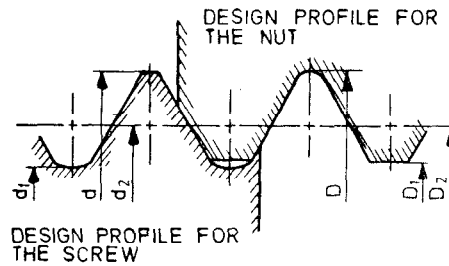 DESIGN PROFILE FOR
THE NUT
d₁
d
d₂
D
D₁
D₂
DESIGN PROFILE FOR
THE SCREW